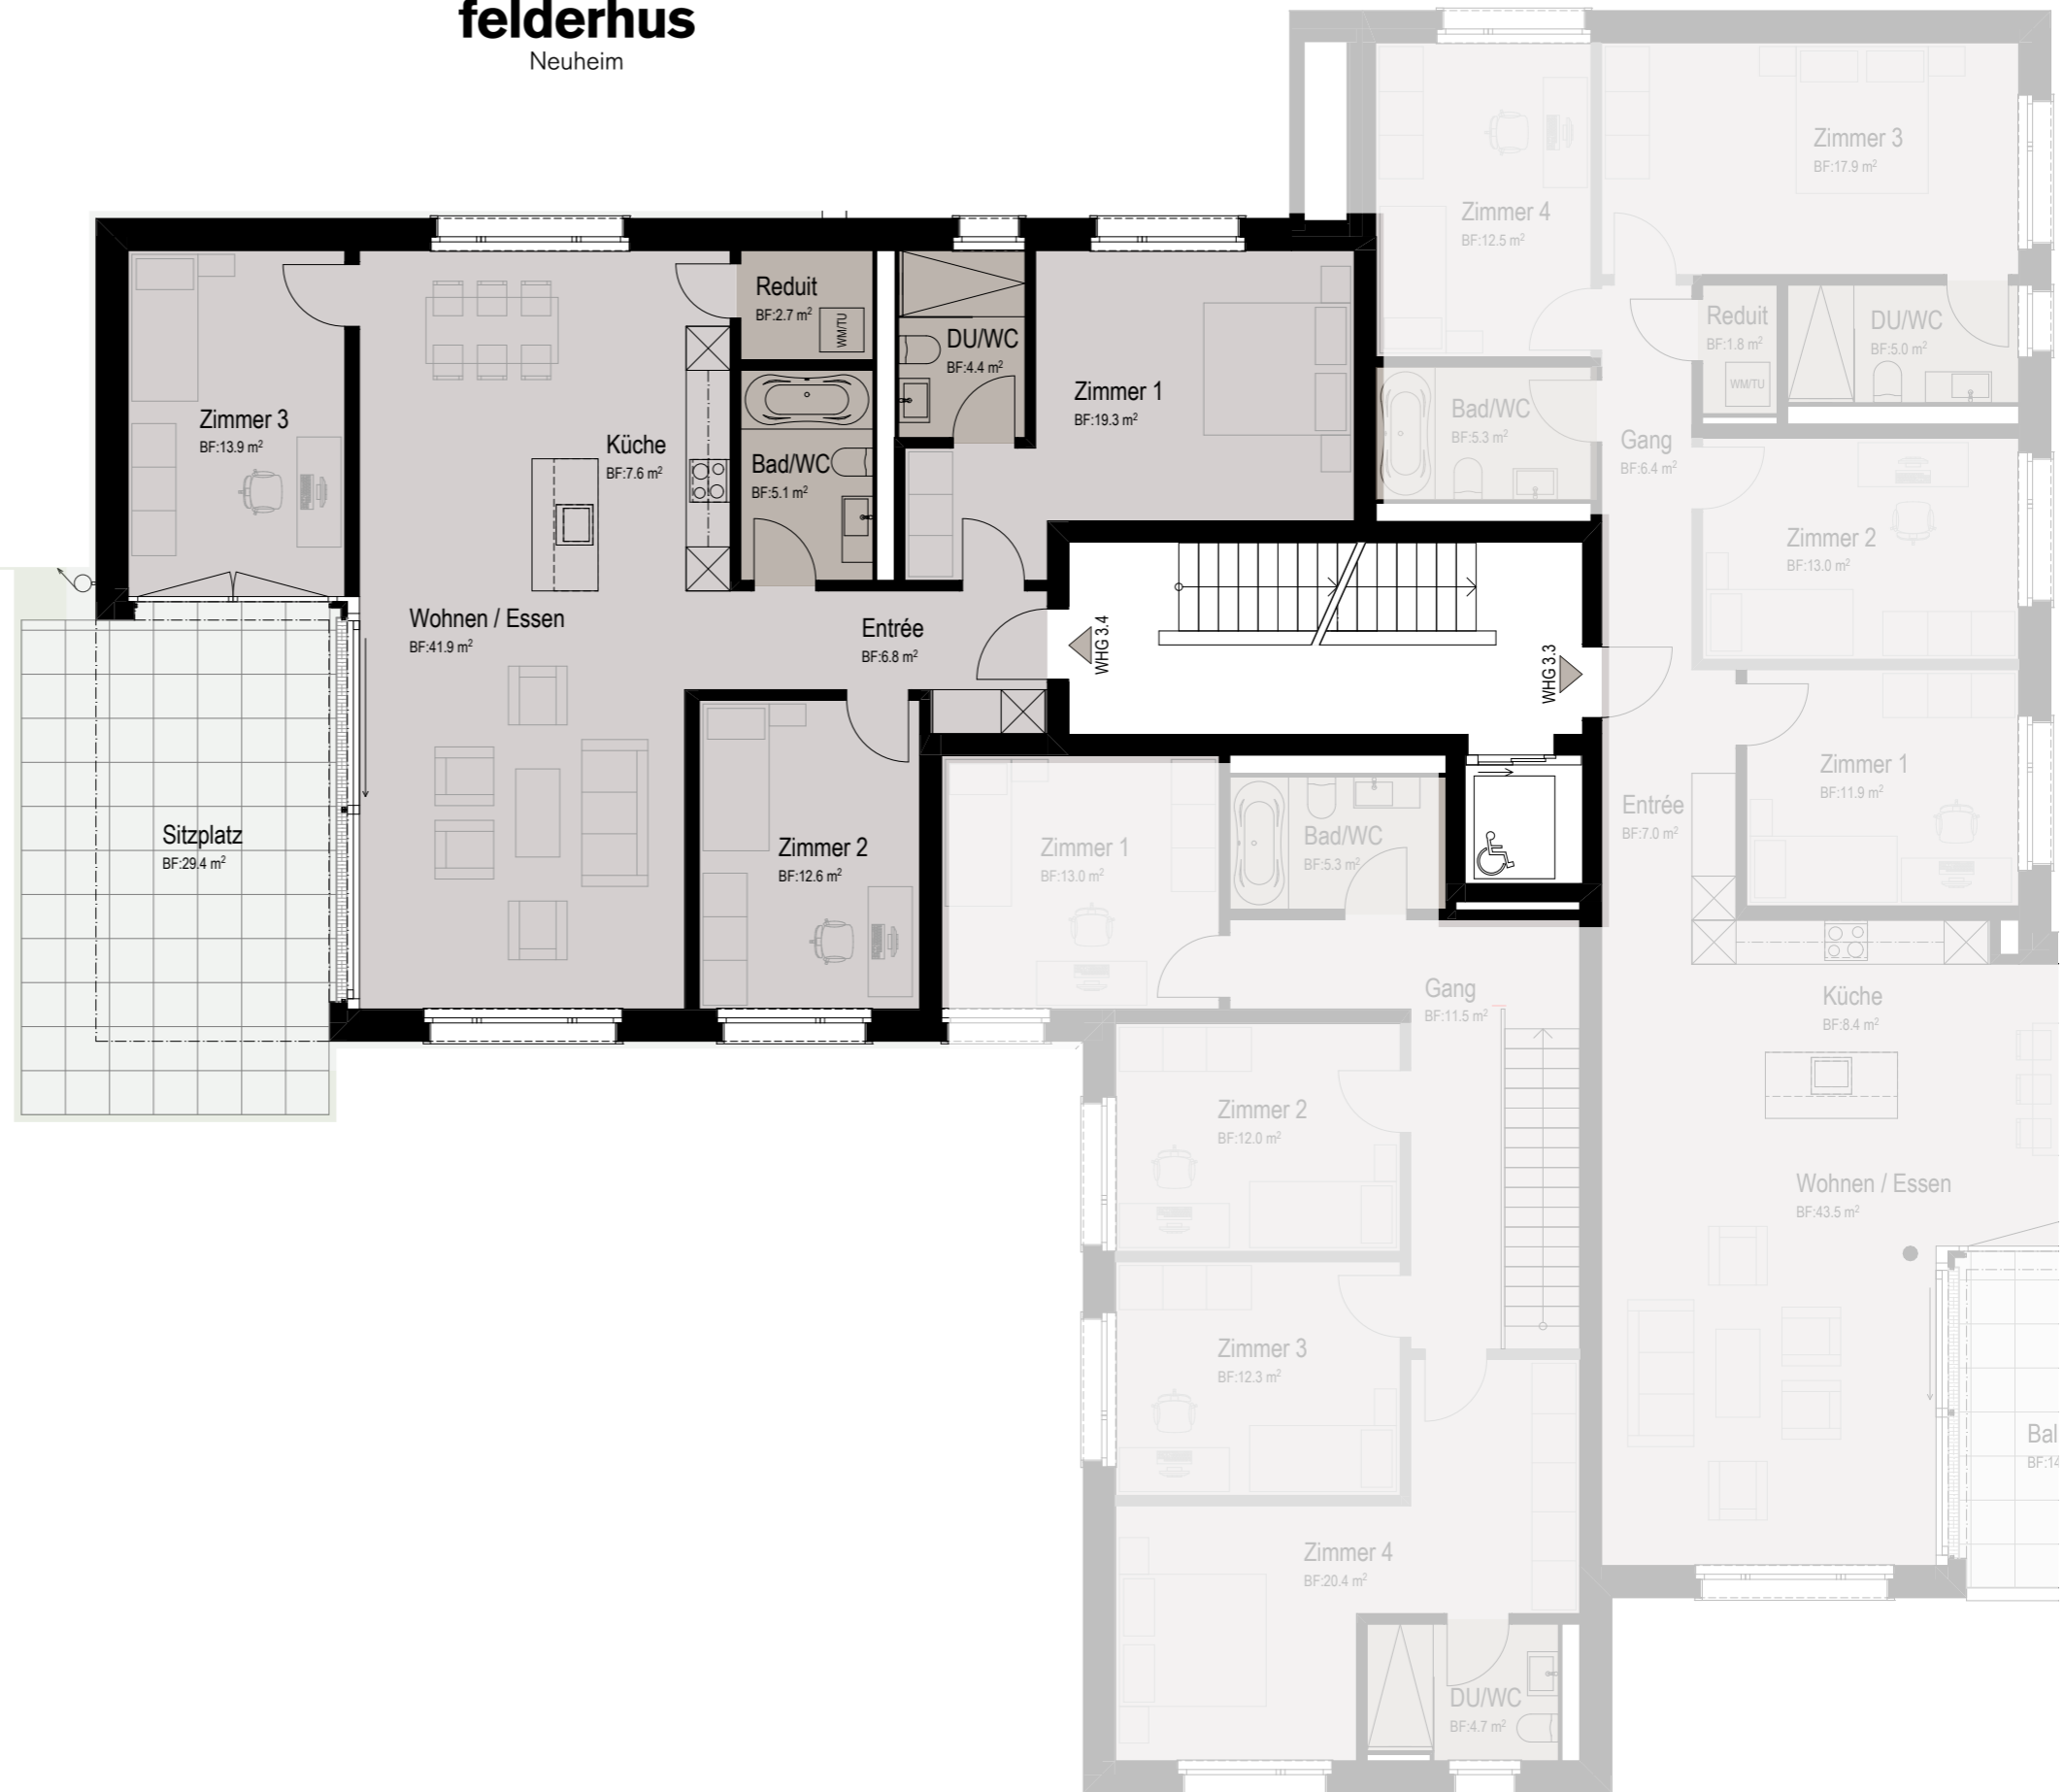 felderhus
Neuheim
Zimmer 3
BF:17.9 m²
Zimmer 4
BF:12.5 m²
Reduit
BF:2.7 m²
WM/TU
DU/WC
BF:4.4 m²
Zimmer 1
BF:19.3 m²
Reduit
BF:1.8 m²
WM/TU
DU/WC
BF:5.0 m²
Zimmer 3
BF:13.9 m²
Küche
BF:7.6 m²
Bad/WC
BF:5.1 m²
Bad/WC
BF:5.3 m²
Gang
BF:6.4 m²
Zimmer 2
BF:13.0 m²
Wohnen / Essen
BF:41.9 m²
Entrée
BF:6.8 m²
WHG 3.4
WHG 3.3
Sitzplatz
BF:29.4 m²
Zimmer 2
BF:12.6 m²
Zimmer 1
BF:13.0 m²
Bad/WC
BF:5.3 m²
Entrée
BF:7.0 m²
Zimmer 1
BF:11.9 m²
Gang
BF:11.5 m²
Küche
BF:8.4 m²
Zimmer 2
BF:12.0 m²
Wohnen / Essen
BF:43.5 m²
Zimmer 3
BF:12.3 m²
Bal
BF:14
Zimmer 4
BF:20.4 m²
DU/WC
BF:4.7 m²